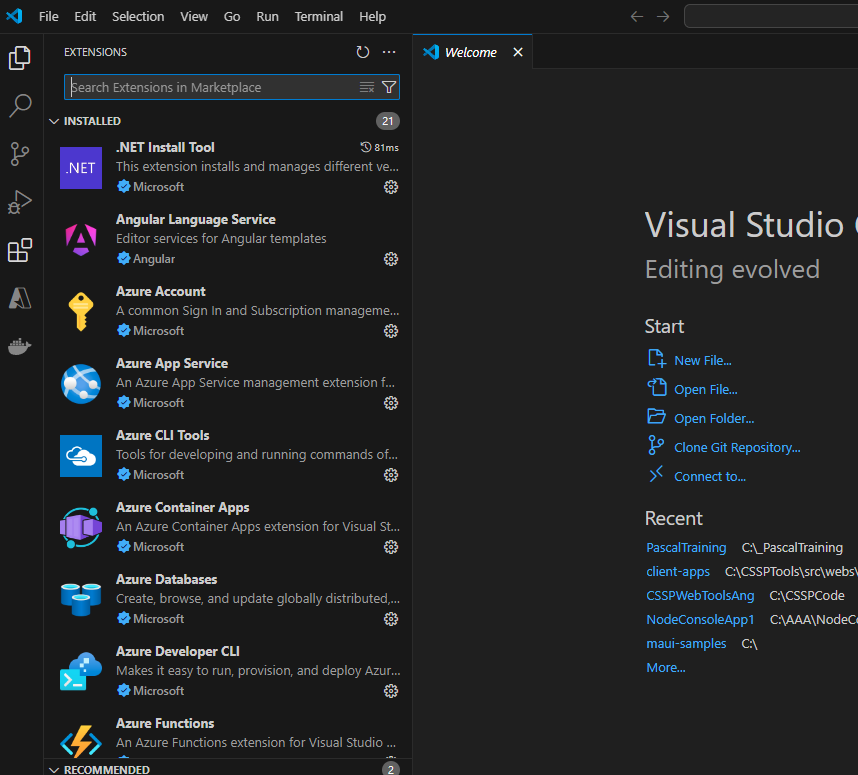 File Edit Selection View Go Run Terminal Help
EXTENSIONS
Search Extensions in Marketplace
INSTALLED 21
.NET
.NET Install Tool 81ms
This extension installs and manages different ve...
Microsoft
Angular Language Service
Editor services for Angular templates
Angular
Azure Account
A common Sign In and Subscription manageme...
Microsoft
Azure App Service
An Azure App Service management extension f...
Microsoft
Azure CLI Tools
Tools for developing and running commands of...
Microsoft
Azure Container Apps
An Azure Container Apps extension for Visual St...
Microsoft
Azure Databases
Create, browse, and update globally distributed,...
Microsoft
Azure Developer CLI
Makes it easy to run, provision, and deploy Azur...
Microsoft
Azure Functions
An Azure Functions extension for Visual Studio ...
RECOMMENDED 2
Welcome
Visual Studio
Editing evolved
Start
New File...
Open File...
Open Folder...
Clone Git Repository...
Connect to...
Recent
PascalTraining C:\_PascalTraining
client-apps C:\CSSPTools\src\webs\
CSSPWebToolsAng C:\CSSPCode
NodeConsoleApp1 C:\AAA\NodeCo
maui-samples C:\
More...